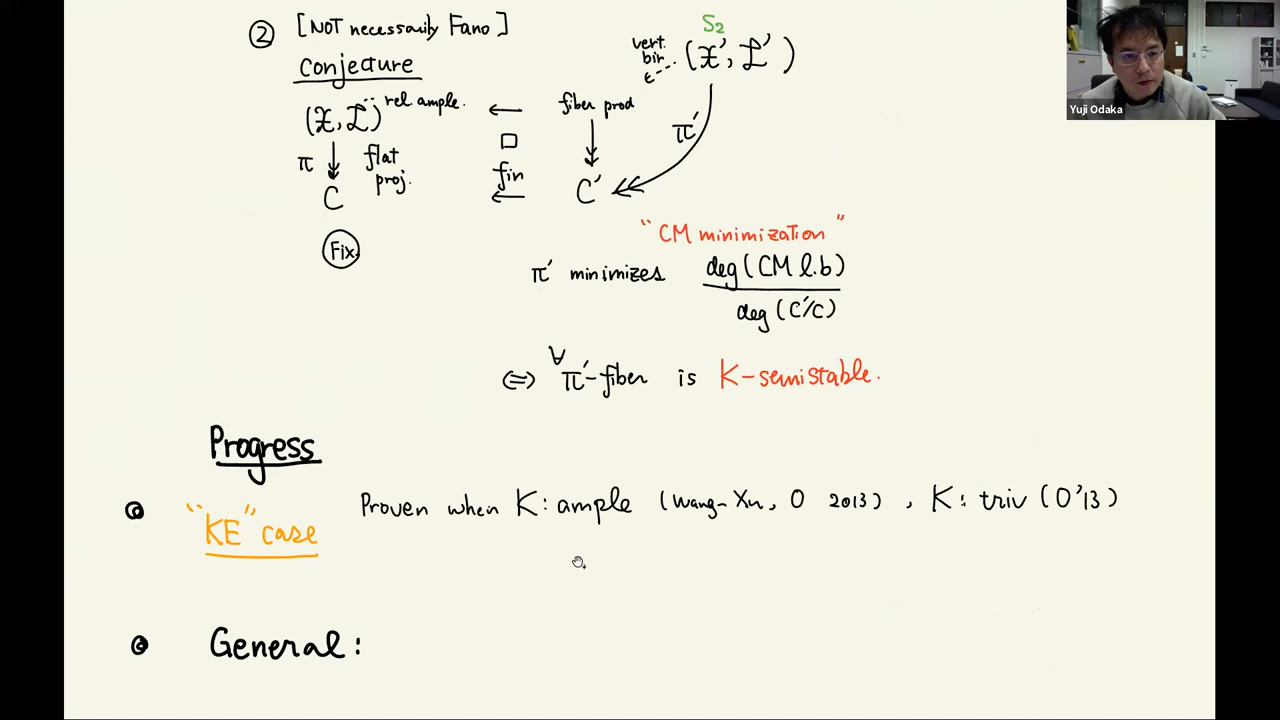 ② [NOT necessarily Fano]
S₂
Conjecture
vert. bir. (𝒳′, ℒ′)
(𝒳, ℒ) rel ample. ← fiber prod
π ↓ flat proj. □ ↓ π′
C ← fin C′
Fix
"CM minimization"
π′ minimizes deg(CM l.b) / deg(C′/C)
⇔ ∀ π′-fiber is K-semistable.
Progress
"KE" case Proven when K: ample (Wang-Xu, O 2013), K: triv (O'13)
General:
Yuji Odaka